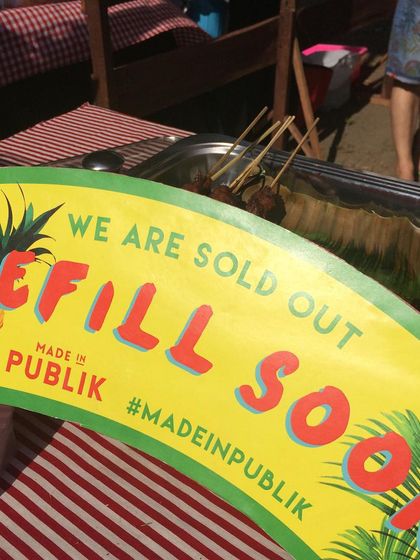 WE ARE SOLD OUT
EFILL SOO
MADE IN
PUBLIK
#MADEINPUBLIK